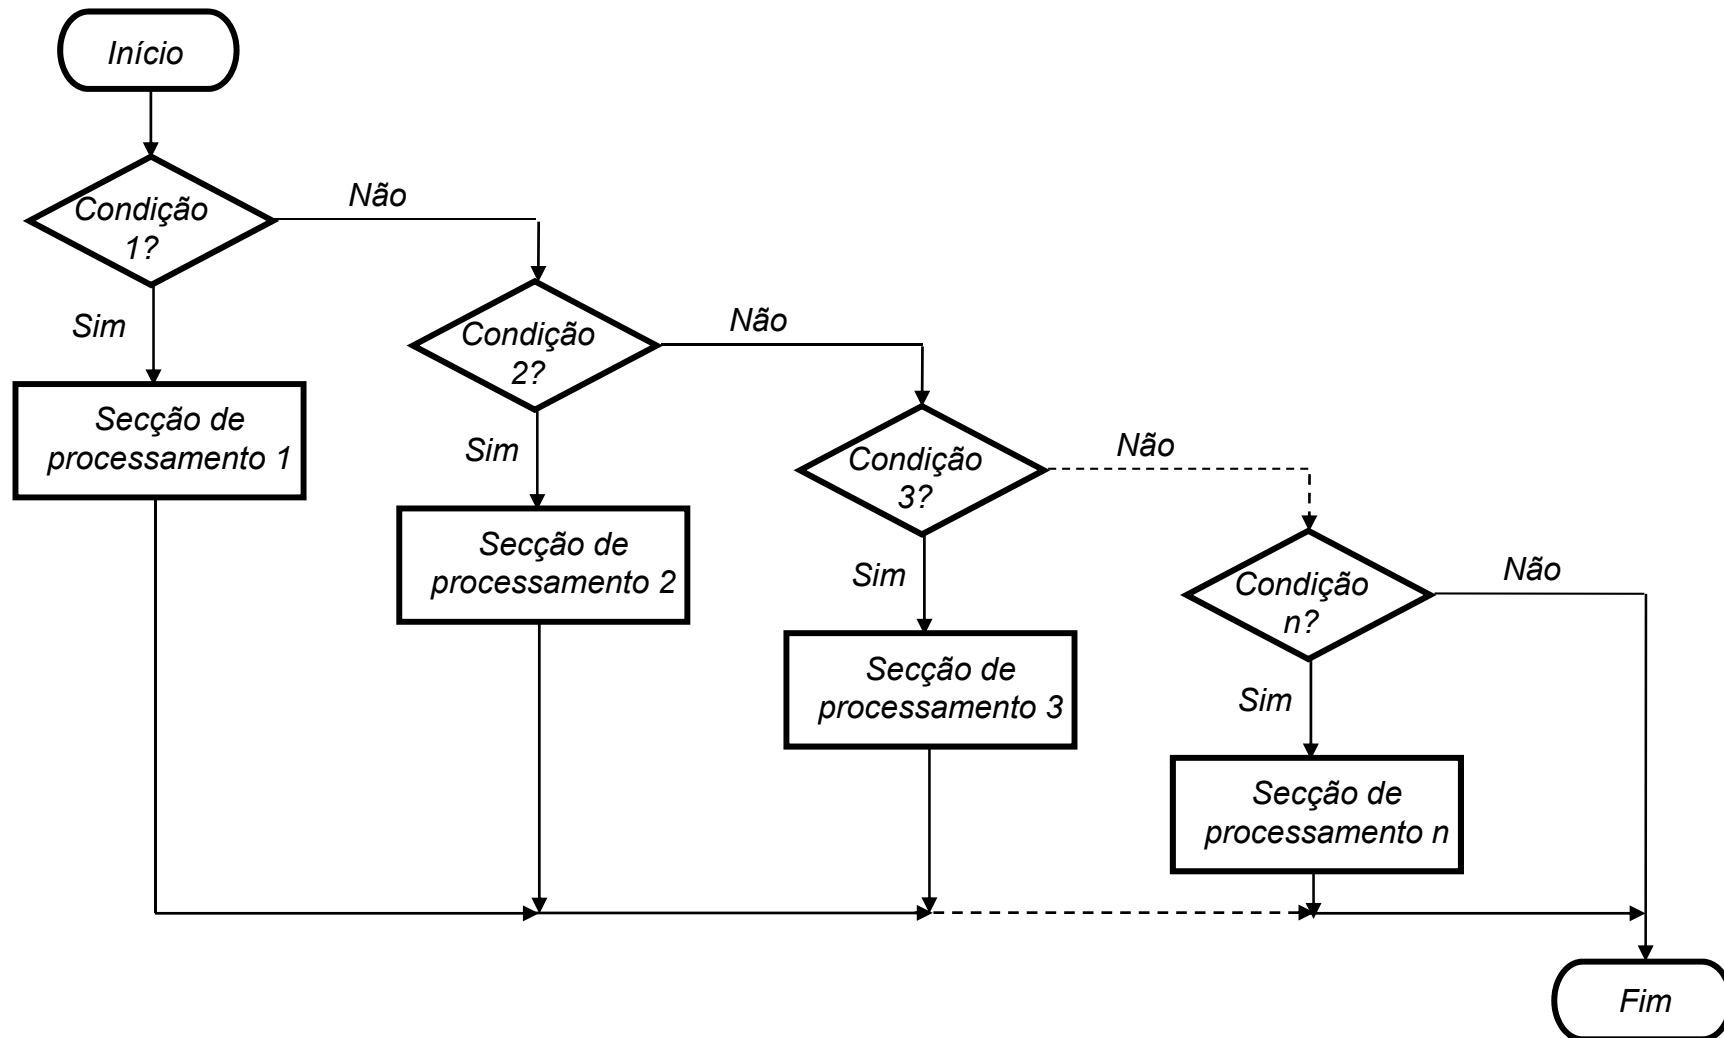 Início
Condição
1?
Não
Sim
Secção de
processamento 1
Condição
2?
Não
Sim
Secção de
processamento 2
Condição
3?
Não
Sim
Secção de
processamento 3
Condição
n?
Não
Sim
Secção de
processamento n
Fim